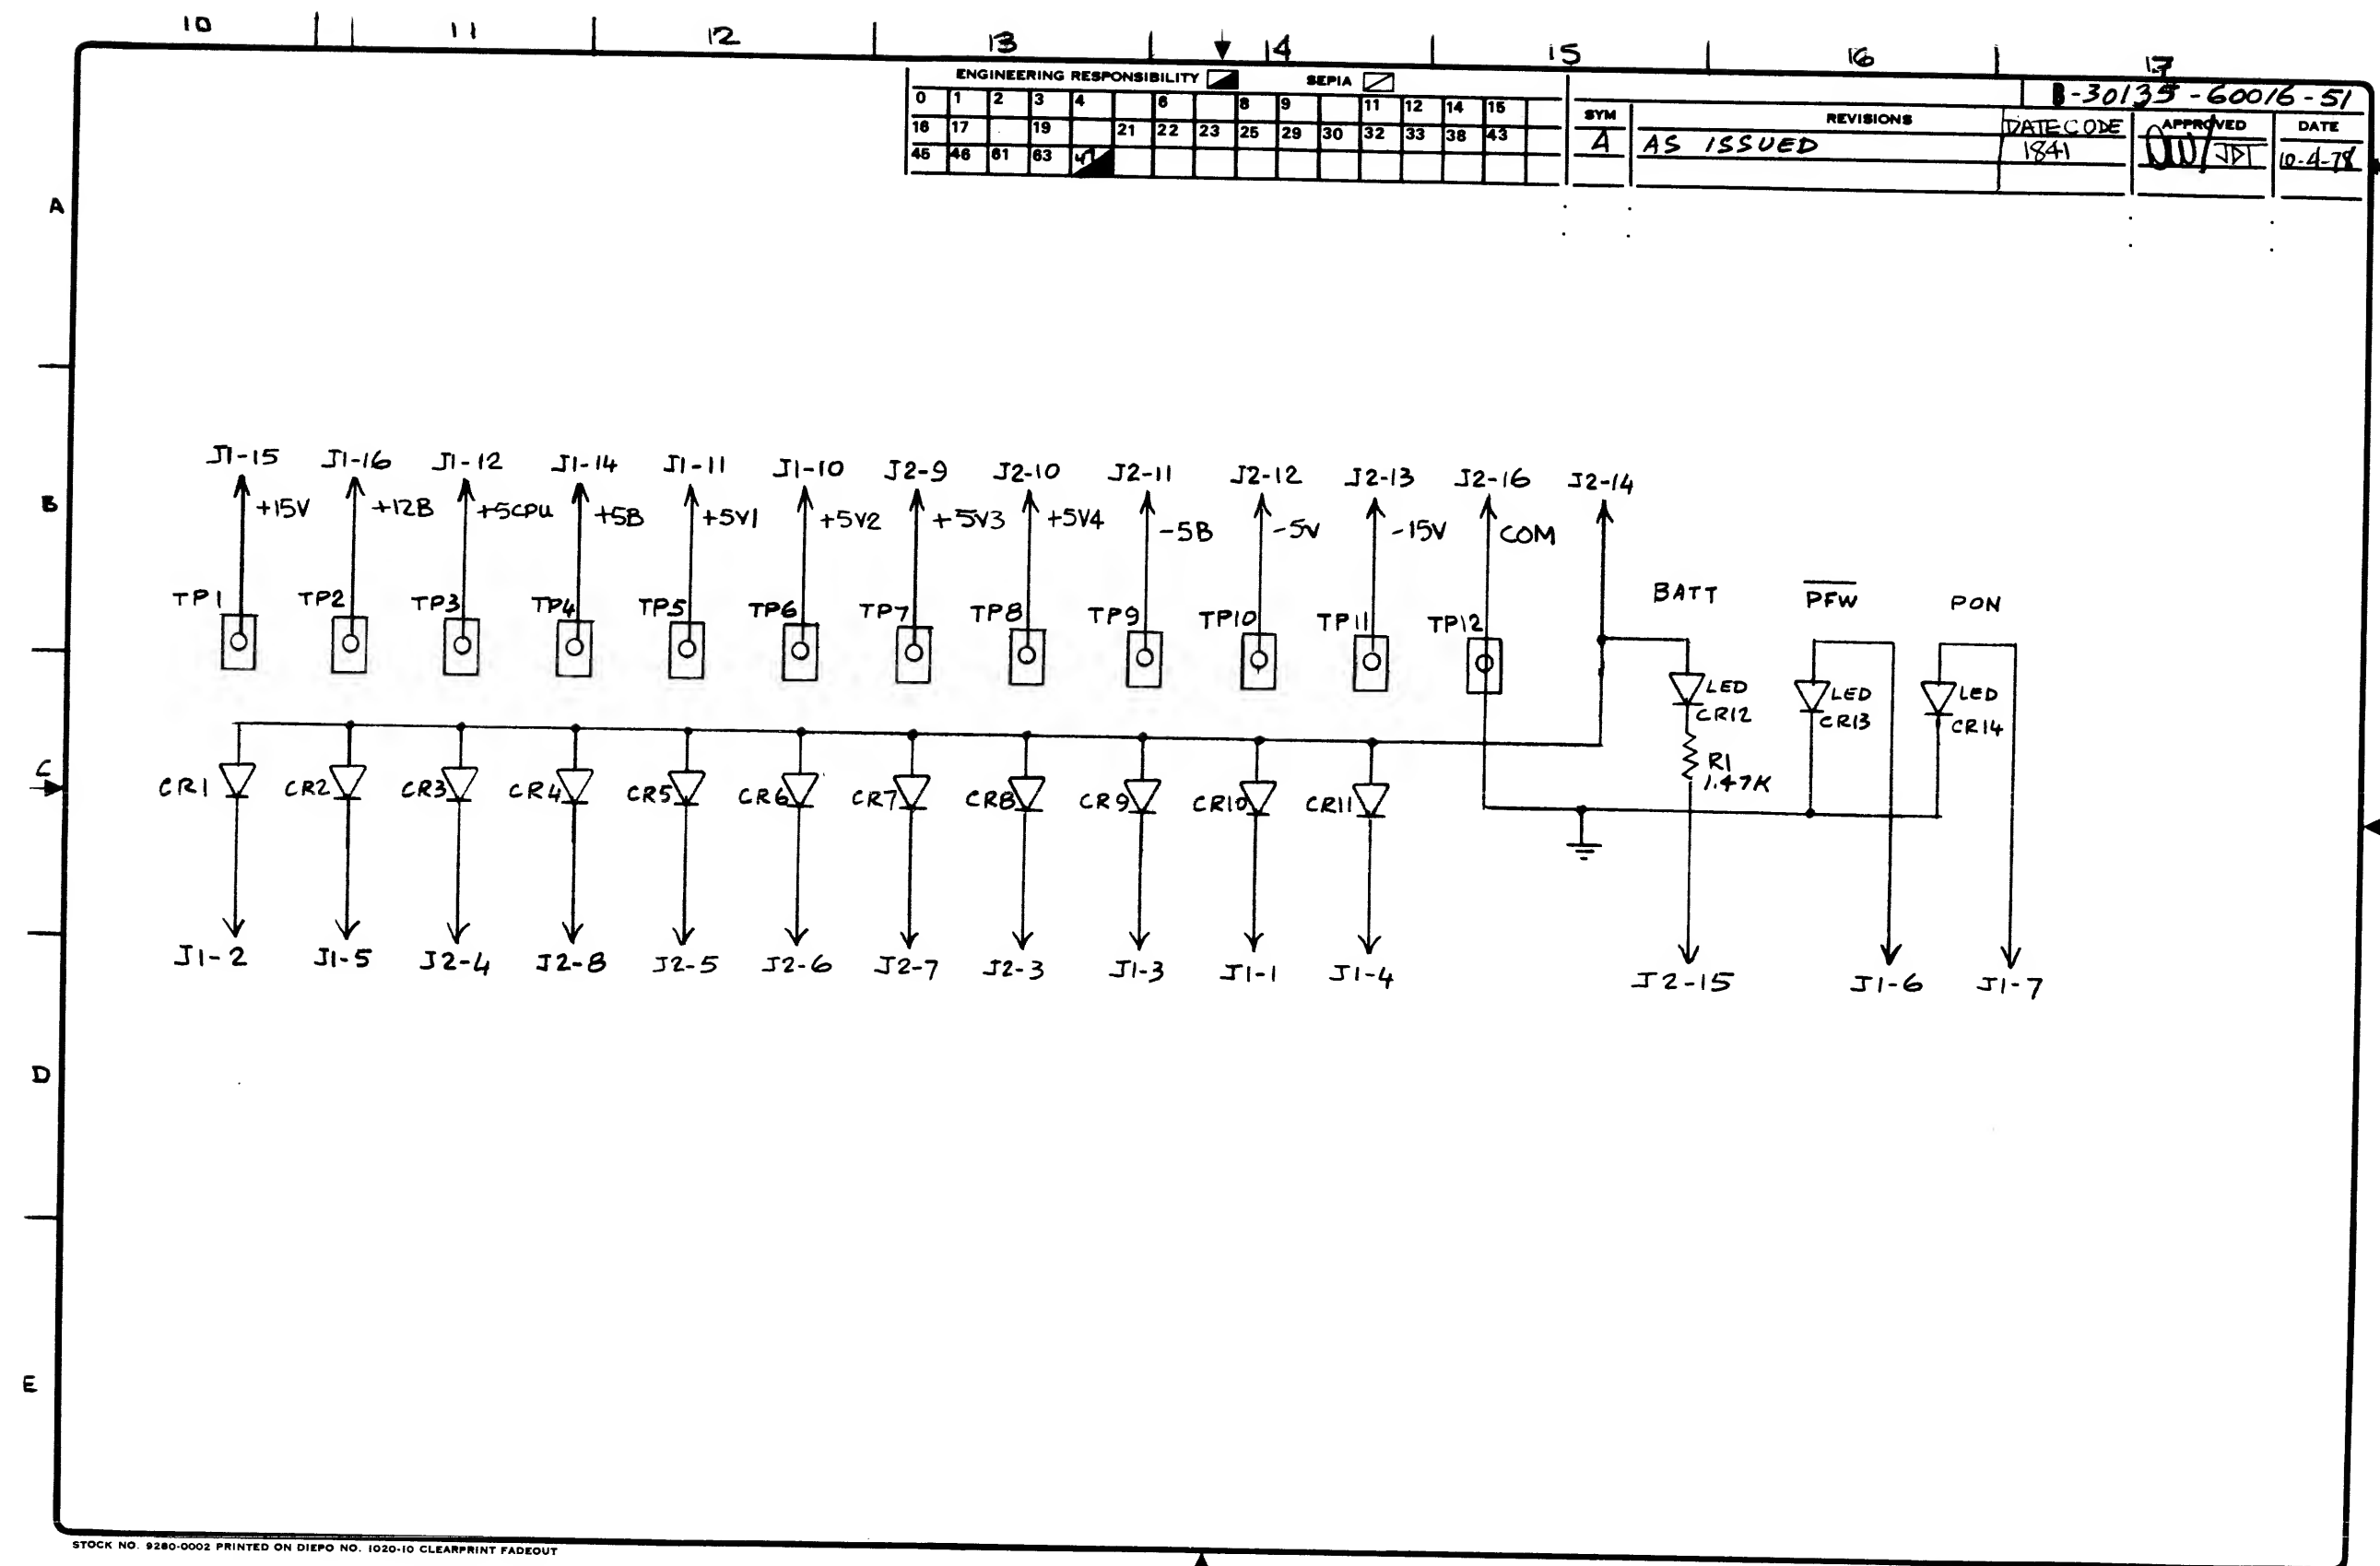 10 11 12 13 14 15 16 17
ENGINEERING RESPONSIBILITY SEPIA
0 1 2 3 4 6 8 9 11 12 14 15
16 17 19 21 22 23 25 29 30 32 33 38 43
45 46 61 63 47
B-30135-60016-51
SYM REVISIONS DATE CODE APPROVED DATE
A AS ISSUED 1841 JDT 10-4-78
A
B
C
D
E
J1-15 J1-16 J1-12 J1-14 J1-11 J1-10 J2-9 J2-10 J2-11 J2-12 J2-13 J2-16 J2-14
+15V +12B +5CPU +5B +5V1 +5V2 +5V3 +5V4 -5B -5V -15V COM
BATT PFW PON
TP1 TP2 TP3 TP4 TP5 TP6 TP7 TP8 TP9 TP10 TP11 TP12
LED CR12 LED CR13 LED CR14
R1
1.47K
CR1 CR2 CR3 CR4 CR5 CR6 CR7 CR8 CR9 CR10 CR11
J1-2 J1-5 J2-4 J2-8 J2-5 J2-6 J2-7 J2-3 J1-3 J1-1 J1-4 J2-15 J1-6 J1-7
STOCK NO. 9280-0002 PRINTED ON DIEPO NO. 1020-10 CLEARPRINT FADEOUT